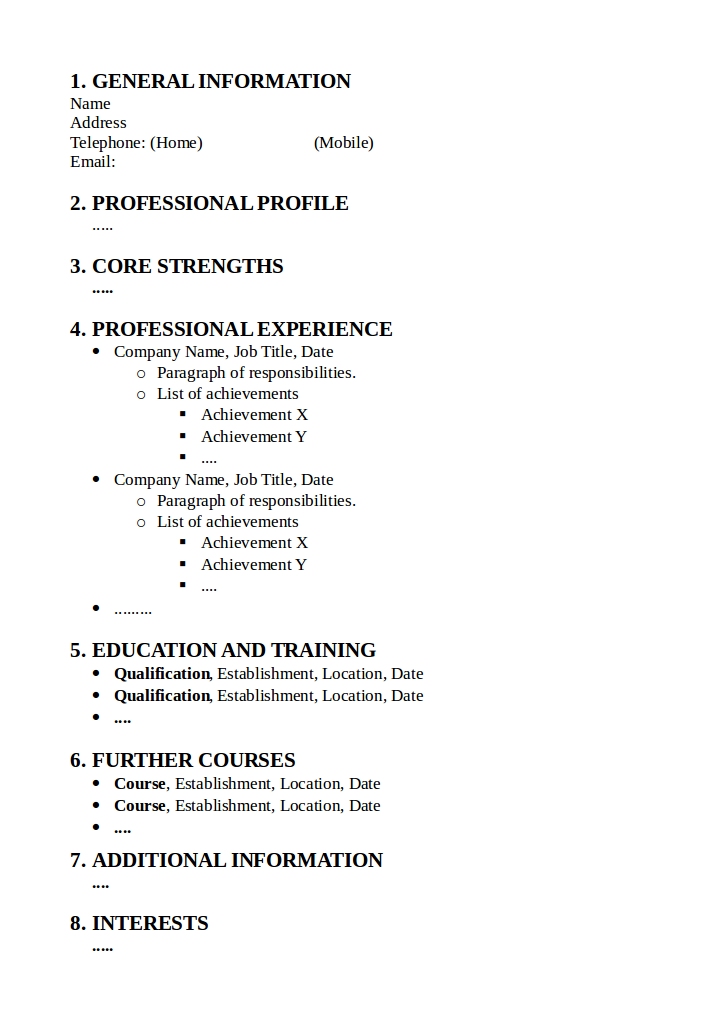 1. GENERAL INFORMATION
Name
Address
Telephone: (Home) (Mobile)
Email:
2. PROFESSIONAL PROFILE
.....
3. CORE STRENGTHS
.....
4. PROFESSIONAL EXPERIENCE
• Company Name, Job Title, Date
○ Paragraph of responsibilities.
○ List of achievements
▪ Achievement X
▪ Achievement Y
▪ ....
• Company Name, Job Title, Date
○ Paragraph of responsibilities.
○ List of achievements
▪ Achievement X
▪ Achievement Y
▪ ....
• .........
5. EDUCATION AND TRAINING
• Qualification, Establishment, Location, Date
• Qualification, Establishment, Location, Date
• ....
6. FURTHER COURSES
• Course, Establishment, Location, Date
• Course, Establishment, Location, Date
• ....
7. ADDITIONAL INFORMATION
....
8. INTERESTS
.....